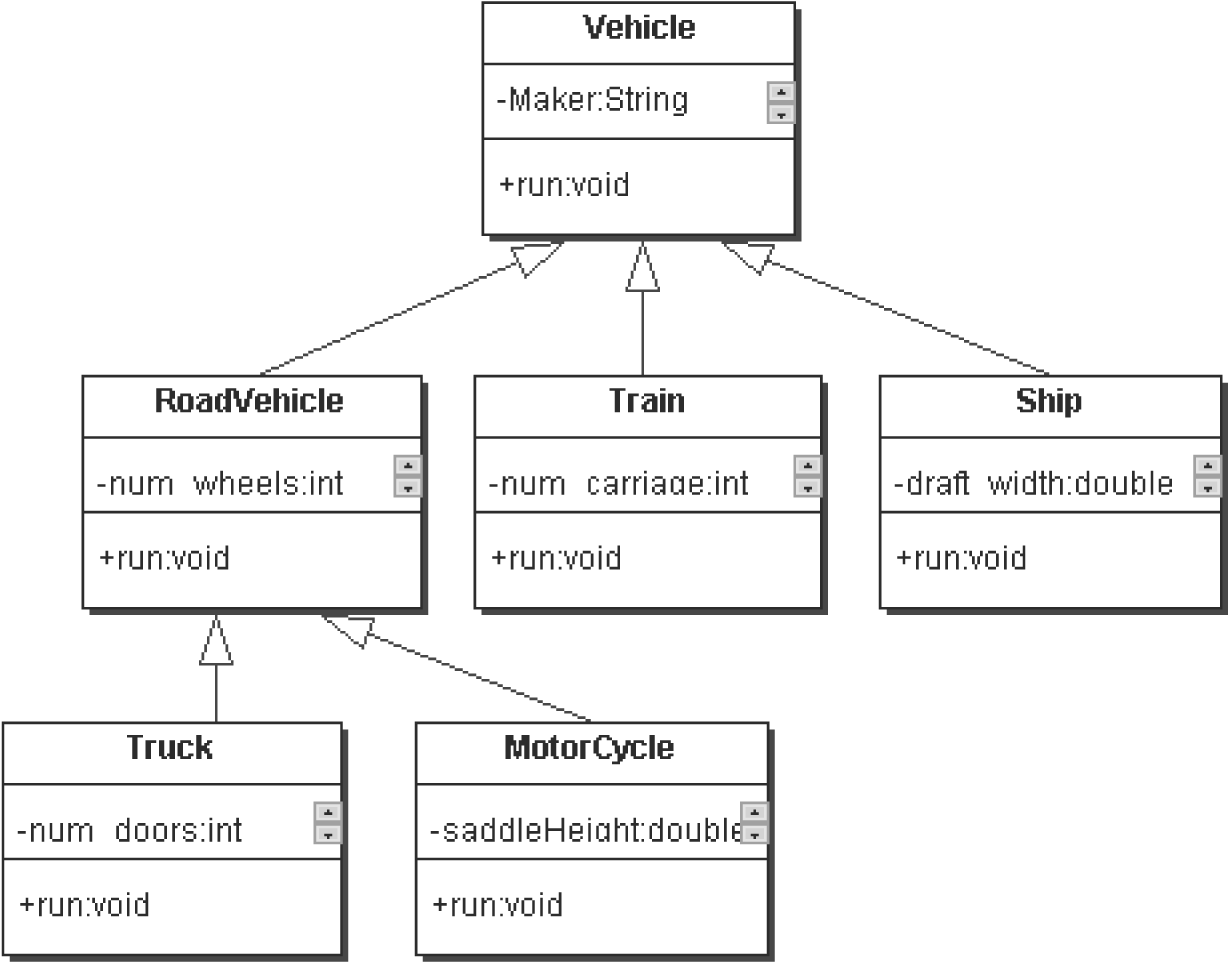 Vehicle
-Maker:String
+run:void
RoadVehicle
-num_wheels:int
+run:void
Train
-num_carriage:int
+run:void
Ship
-draft_width:double
+run:void
Truck
-num_doors:int
+run:void
MotorCycle
-saddleHeight:double
+run:void